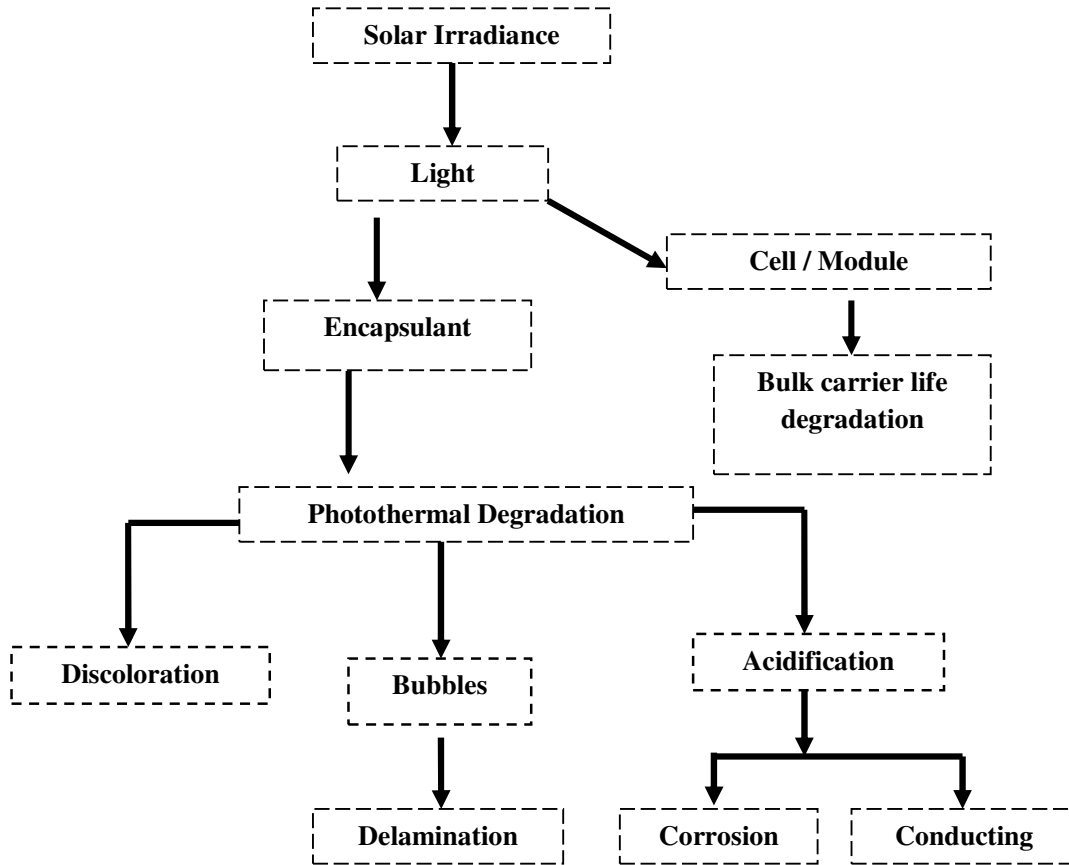 Solar Irradiance
Light
Cell / Module
Encapsulant
Bulk carrier life
degradation
Photothermal Degradation
Discoloration
Bubbles
Acidification
Delamination
Corrosion
Conducting